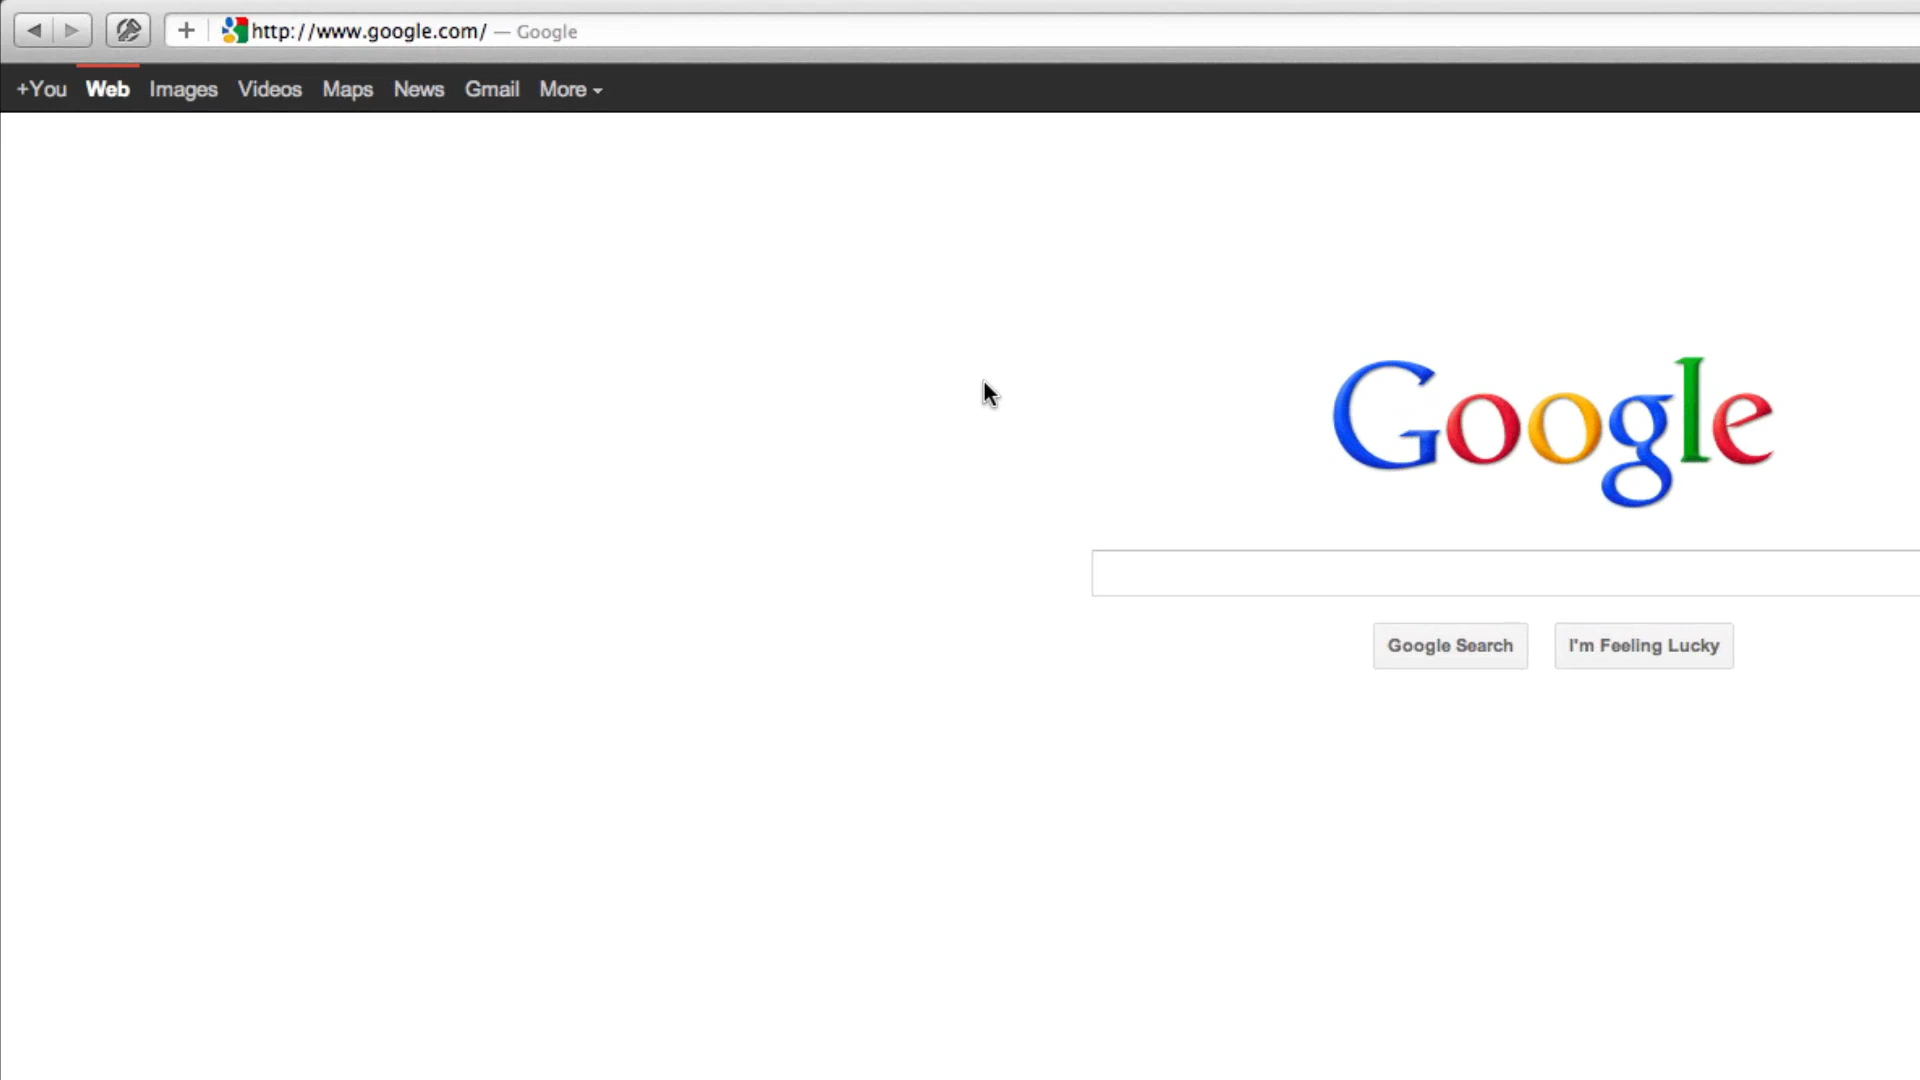 http://www.google.com/ — Google
+You Web Images Videos Maps News Gmail More
Google
Google Search I'm Feeling Lucky